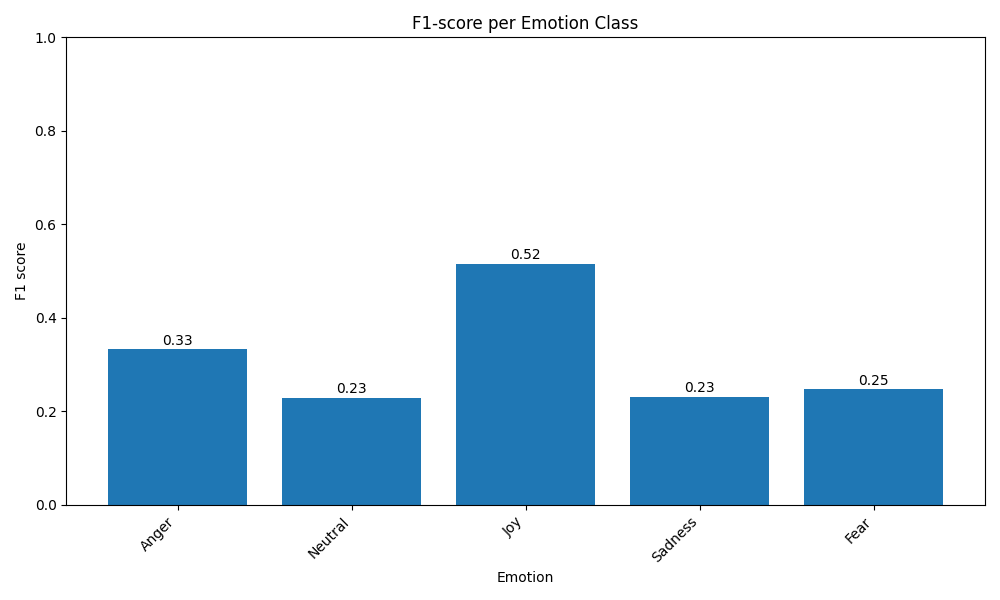 F1-score per Emotion Class
F1 score
1.0
0.8
0.6
0.4
0.2
0.0
0.33
0.23
0.52
0.23
0.25
Anger
Neutral
Joy
Sadness
Fear
Emotion